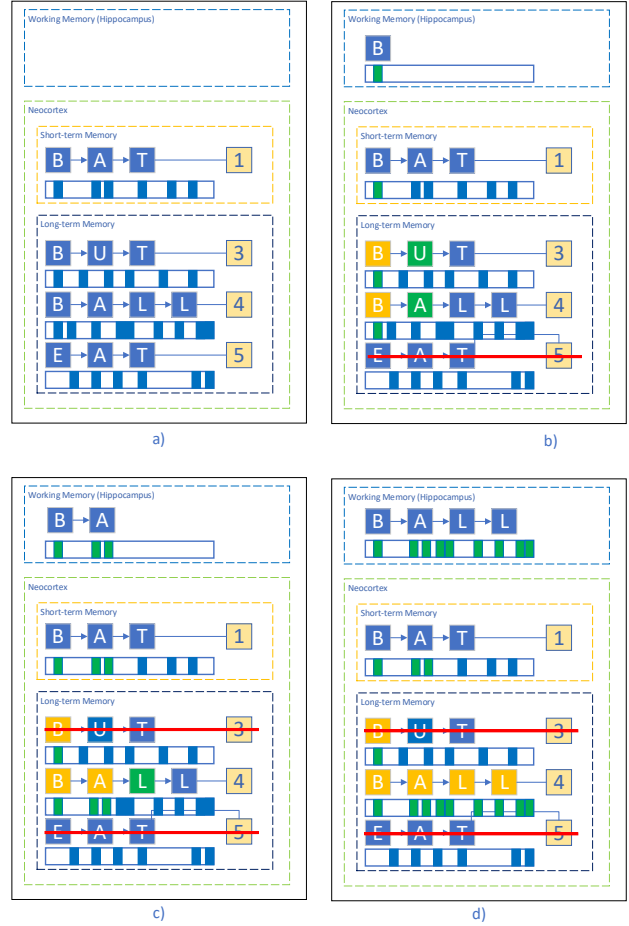 Working Memory (Hippocampus)
Neocortex
Short-term Memory
B A T 1
Long-term Memory
B U T 3
B A L L 4
E A T 5
a)
Working Memory (Hippocampus)
B
Neocortex
Short-term Memory
B A T 1
Long-term Memory
B U T 3
B A L L 4
E A T 5
b)
Working Memory (Hippocampus)
B A
Neocortex
Short-term Memory
B A T 1
Long-term Memory
B U T 3
B A L L 4
E A T 5
c)
Working Memory (Hippocampus)
B A L L
Neocortex
Short-term Memory
B A T 1
Long-term Memory
B U T 3
B A L L 4
E A T 5
d)